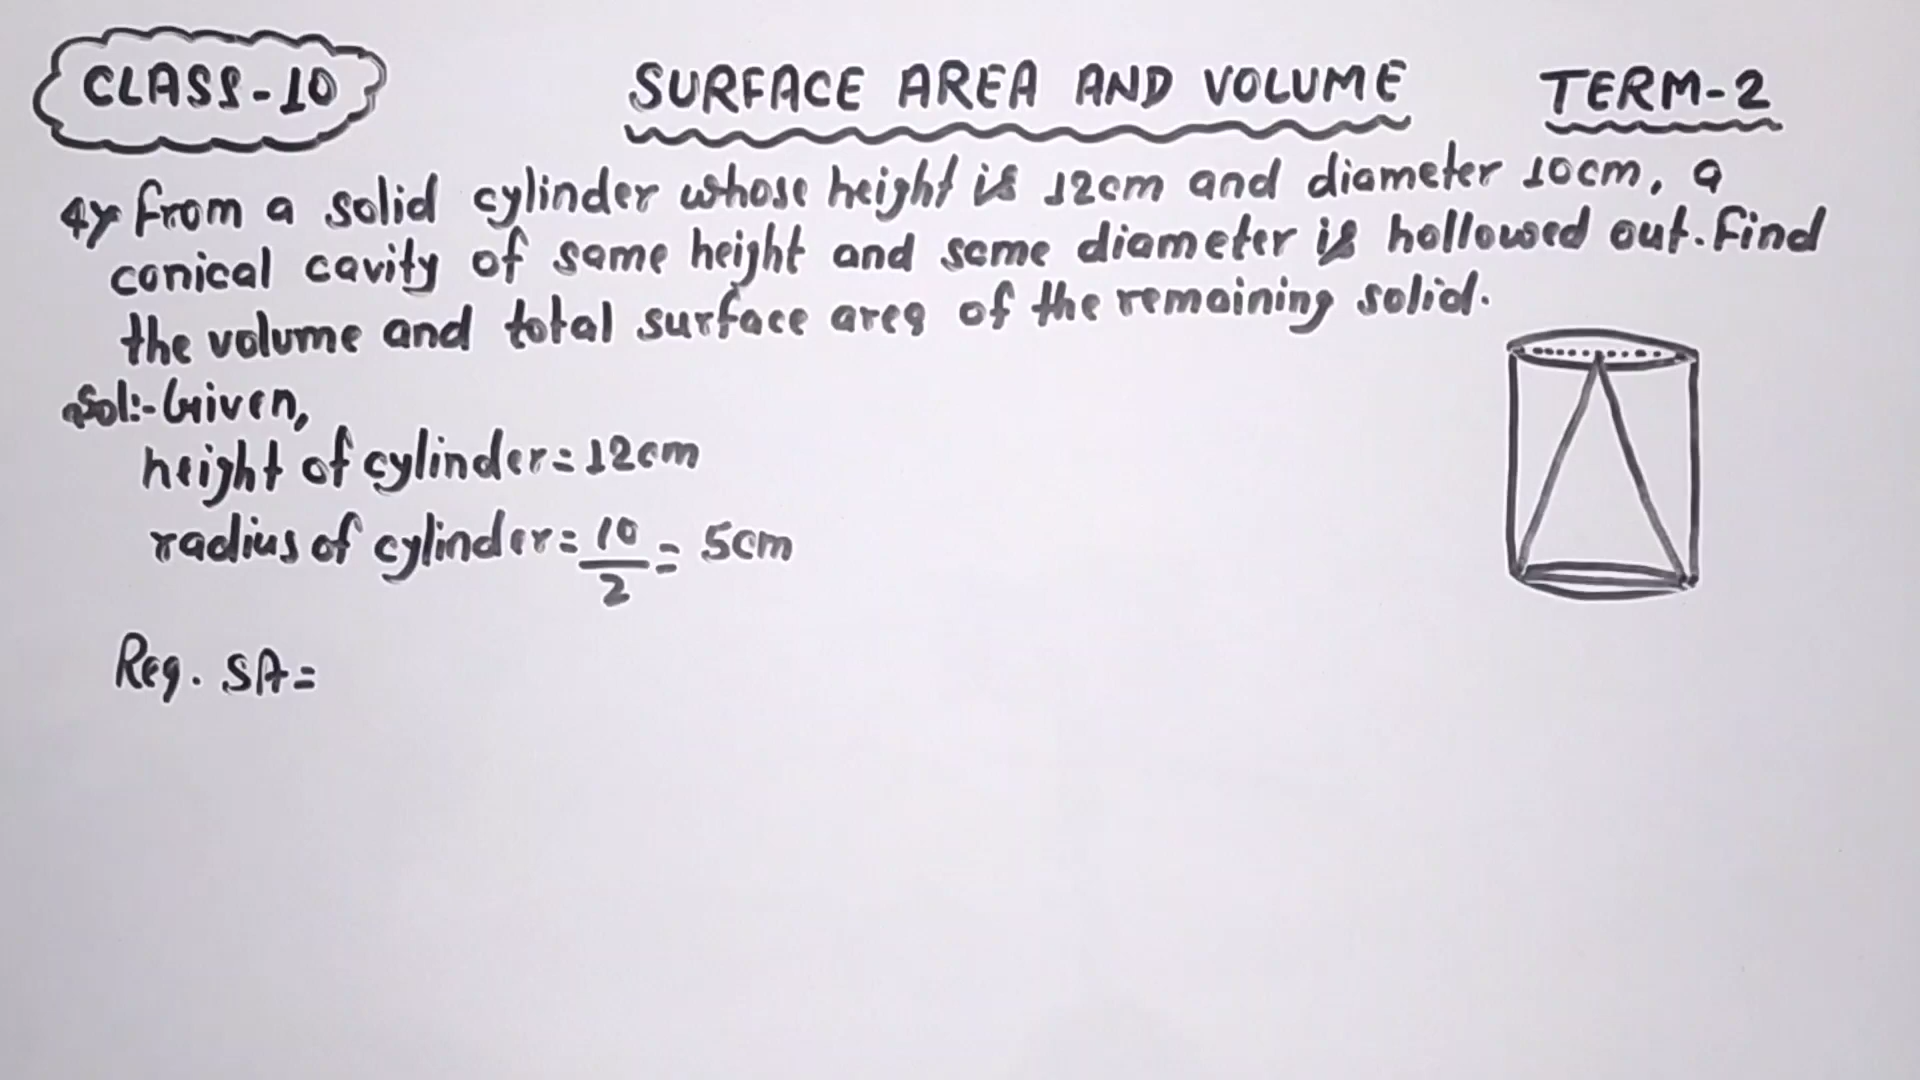 CLASS-10
SURFACE AREA AND VOLUME
TERM-2
4) From a solid cylinder whose height is 12cm and diameter 10cm, a
conical cavity of same height and same diameter is hollowed out. Find
the volume and total surface area of the remaining solid.
Sol:- Given,
height of cylinder = 12cm
radius of cylinder = 10/2 = 5cm
Req. SA =